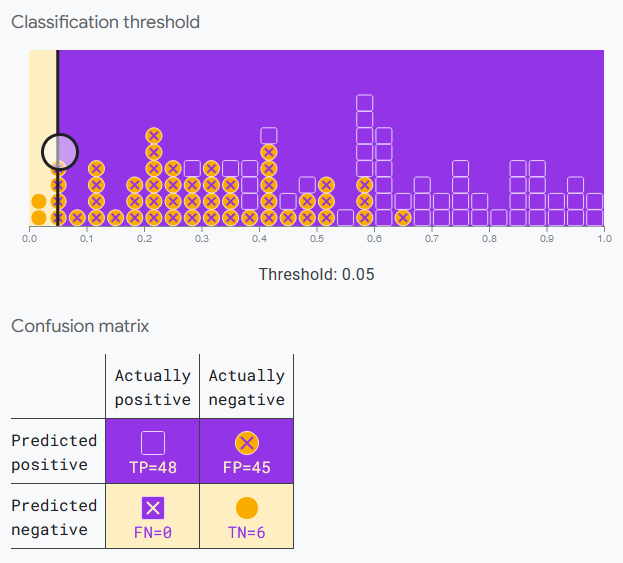 Classification threshold
0.0 0.1 0.2 0.3 0.4 0.5 0.6 0.7 0.8 0.9 1.0
Threshold: 0.05
Confusion matrix
Actually positive Actually negative
Predicted positive TP=48 FP=45
Predicted negative FN=0 TN=6